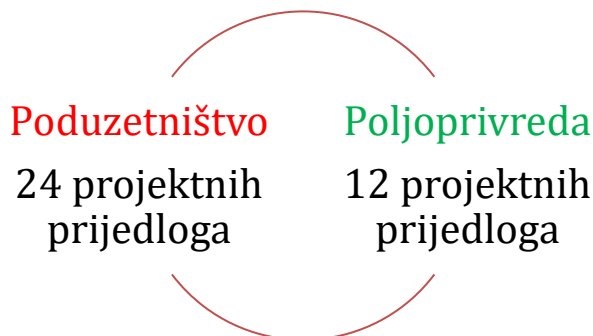 Poduzetništvo
24 projektnih
prijedloga
Poljoprivreda
12 projektnih
prijedloga